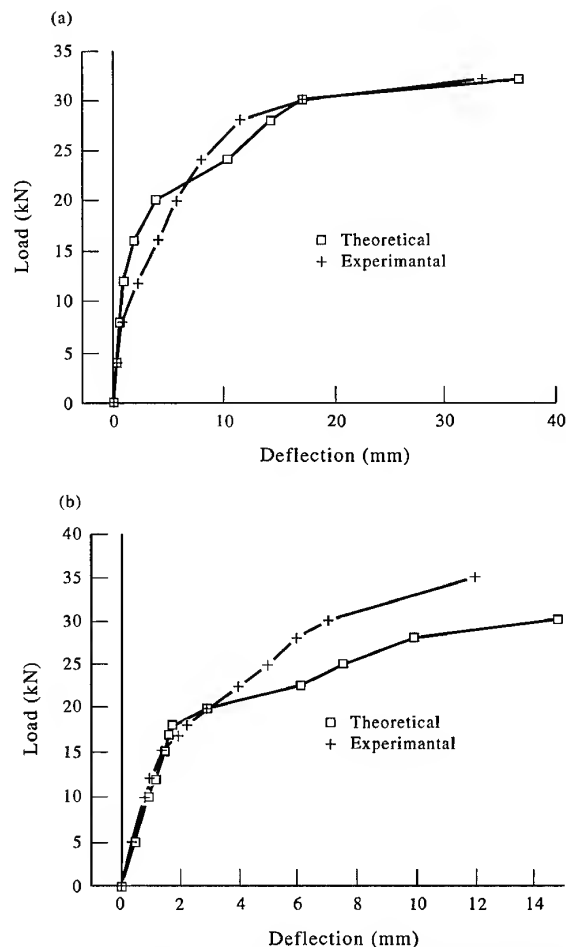 (a)
35
30
25
20
15
10
5
0
Load (kN)
Theoretical
Experimantal
0 10 20 30 40
Deflection (mm)
(b)
40
35
30
25
20
15
10
5
0
Load (kN)
Theoretical
Experimantal
0 2 4 6 8 10 12 14
Deflection (mm)